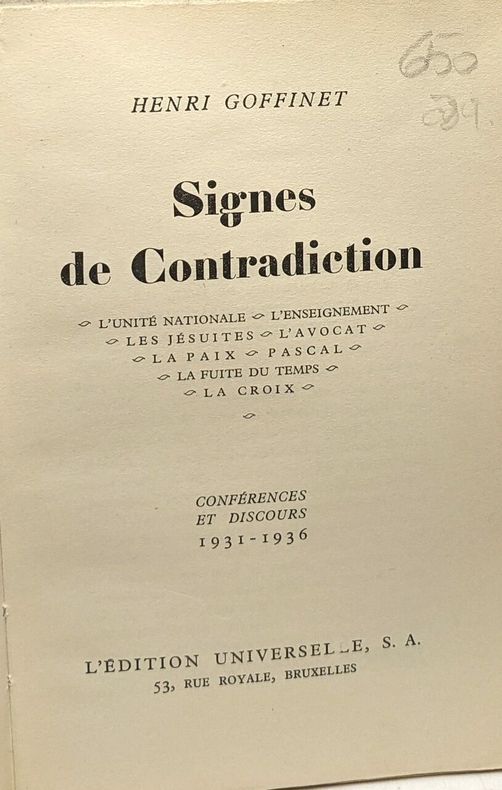 650
HENRI GOFFINET
Signes
de Contradiction
L'UNITÉ NATIONALE L'ENSEIGNEMENT
LES JÉSUITES L'AVOCAT
LA PAIX PASCAL
LA FUITE DU TEMPS
LA CROIX
CONFÉRENCES
ET DISCOURS
1931-1936
L'ÉDITION UNIVERSELLE, S. A.
53, RUE ROYALE, BRUXELLES